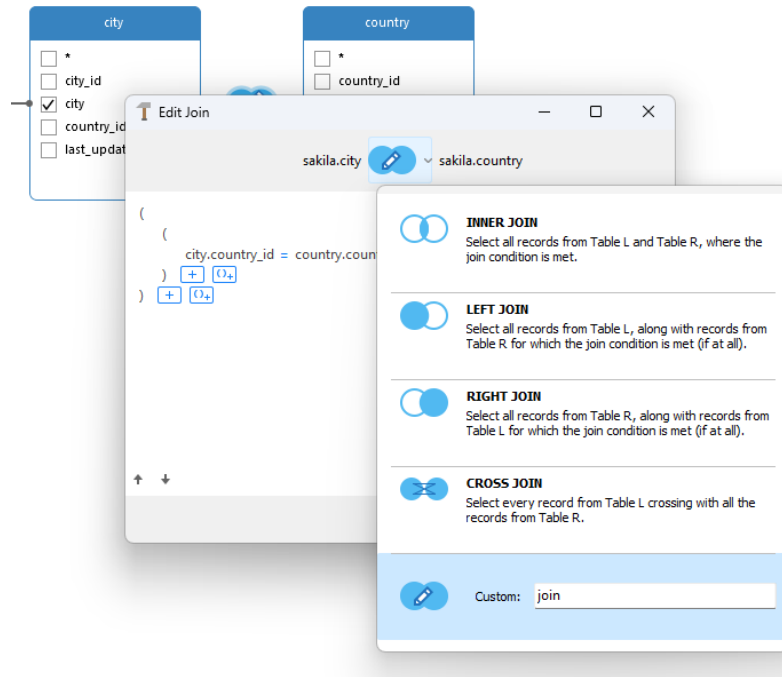 city
country
*
city_id
city
country_id
last_updat
*
country_id
Edit Join
sakila.city
sakila.country
(
(
city.country_id = country.coun
) + ()+
) + ()+
INNER JOIN
Select all records from Table L and Table R, where the
join condition is met.
LEFT JOIN
Select all records from Table L, along with records from
Table R for which the join condition is met (if at all).
RIGHT JOIN
Select all records from Table R, along with records from
Table L for which the join condition is met (if at all).
CROSS JOIN
Select every record from Table L crossing with all the
records from Table R.
Custom: join